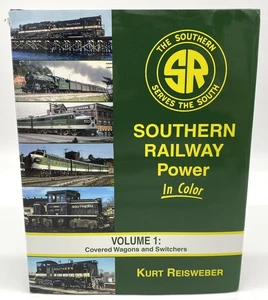 THE SOUTHERN
SR
SERVES THE SOUTH
SOUTHERN
RAILWAY
Power
In Color
VOLUME 1:
Covered Wagons and Switchers
KURT REISWEBER